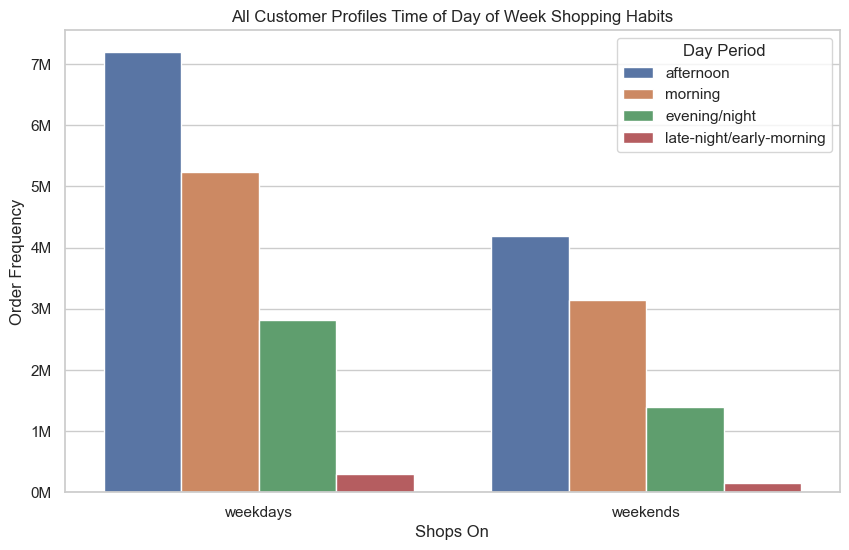 All Customer Profiles Time of Day of Week Shopping Habits
Day Period
afternoon
morning
evening/night
late-night/early-morning
Order Frequency
7M
6M
5M
4M
3M
2M
1M
0M
weekdays
weekends
Shops On